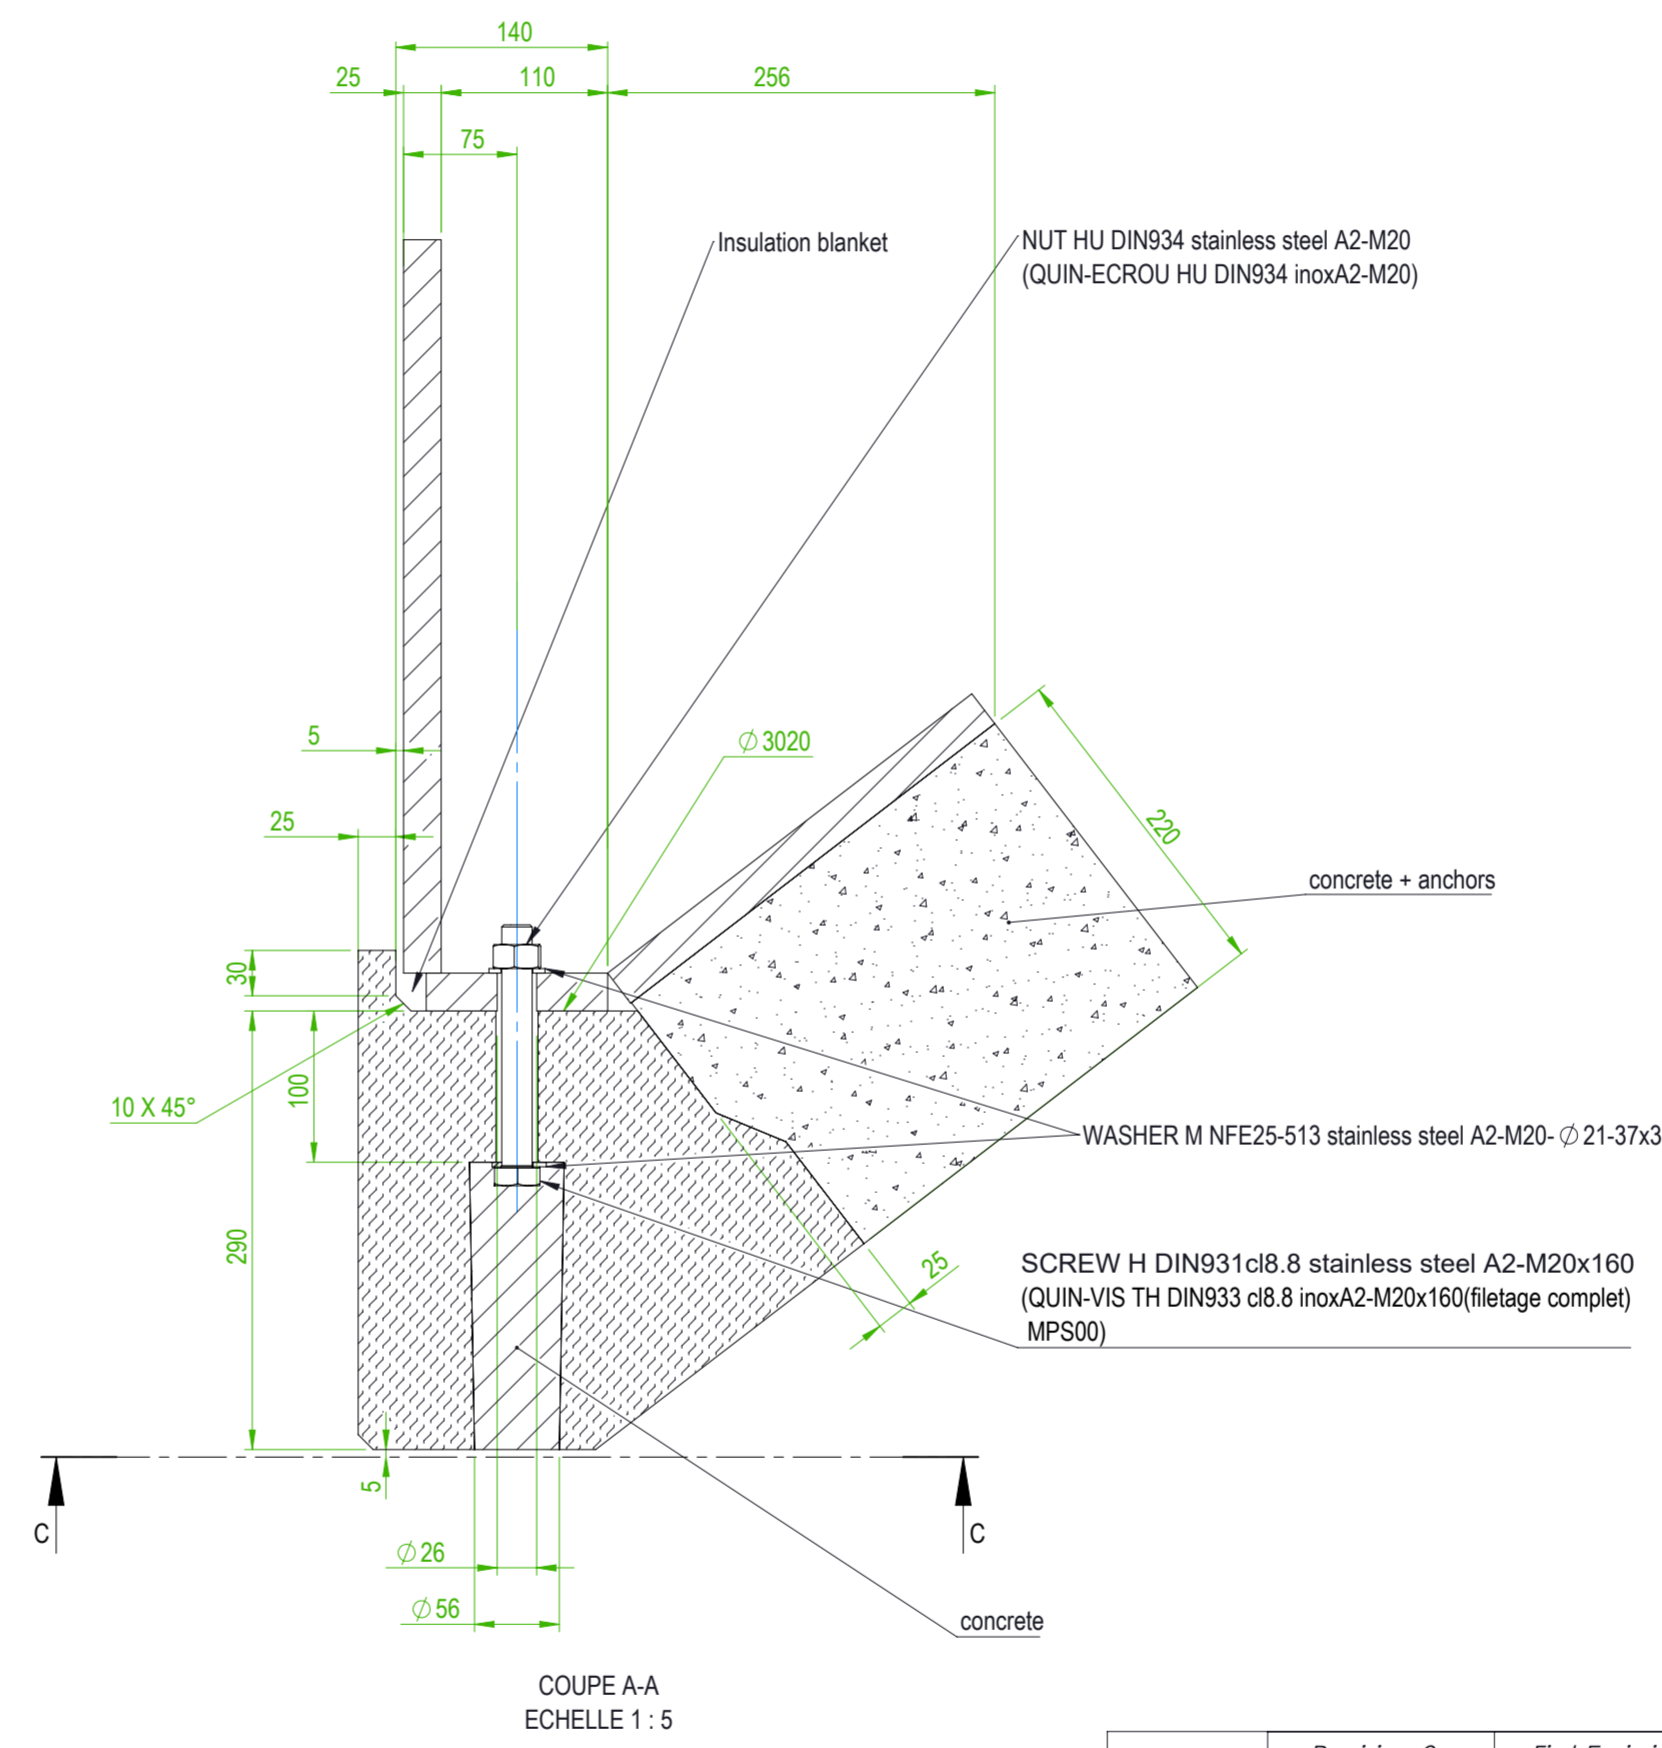 140
25
110
256
75
Insulation blanket
NUT HU DIN934 stainless steel A2-M20
(QUIN-ECROU HU DIN934 inoxA2-M20)
5
∅ 3020
25
220
concrete + anchors
30
10 X 45°
100
WASHER M NFE25-513 stainless steel A2-M20- ∅ 21-37x3
290
25
SCREW H DIN931cl8.8 stainless steel A2-M20x160
(QUIN-VIS TH DIN933 cl8.8 inoxA2-M20x160(filetage complet)
MPS00)
5
C
C
∅ 26
∅ 56
concrete
COUPE A-A
ECHELLE 1 : 5